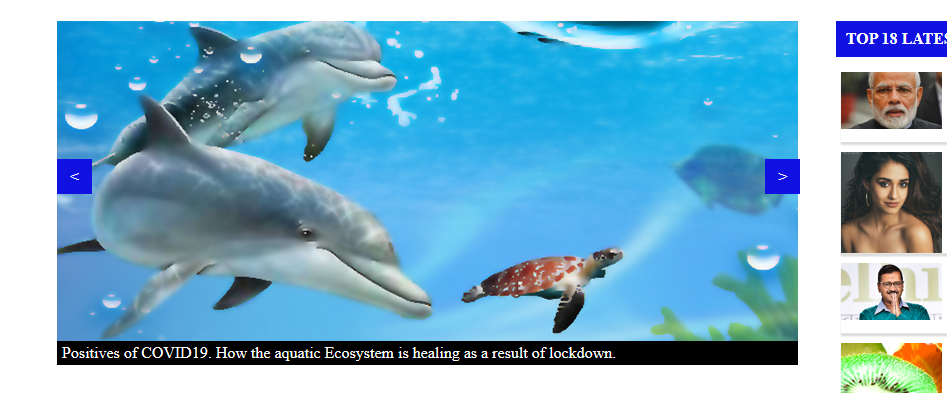 TOP 18 LATES
<
>
Positives of COVID19. How the aquatic Ecosystem is healing as a result of lockdown.